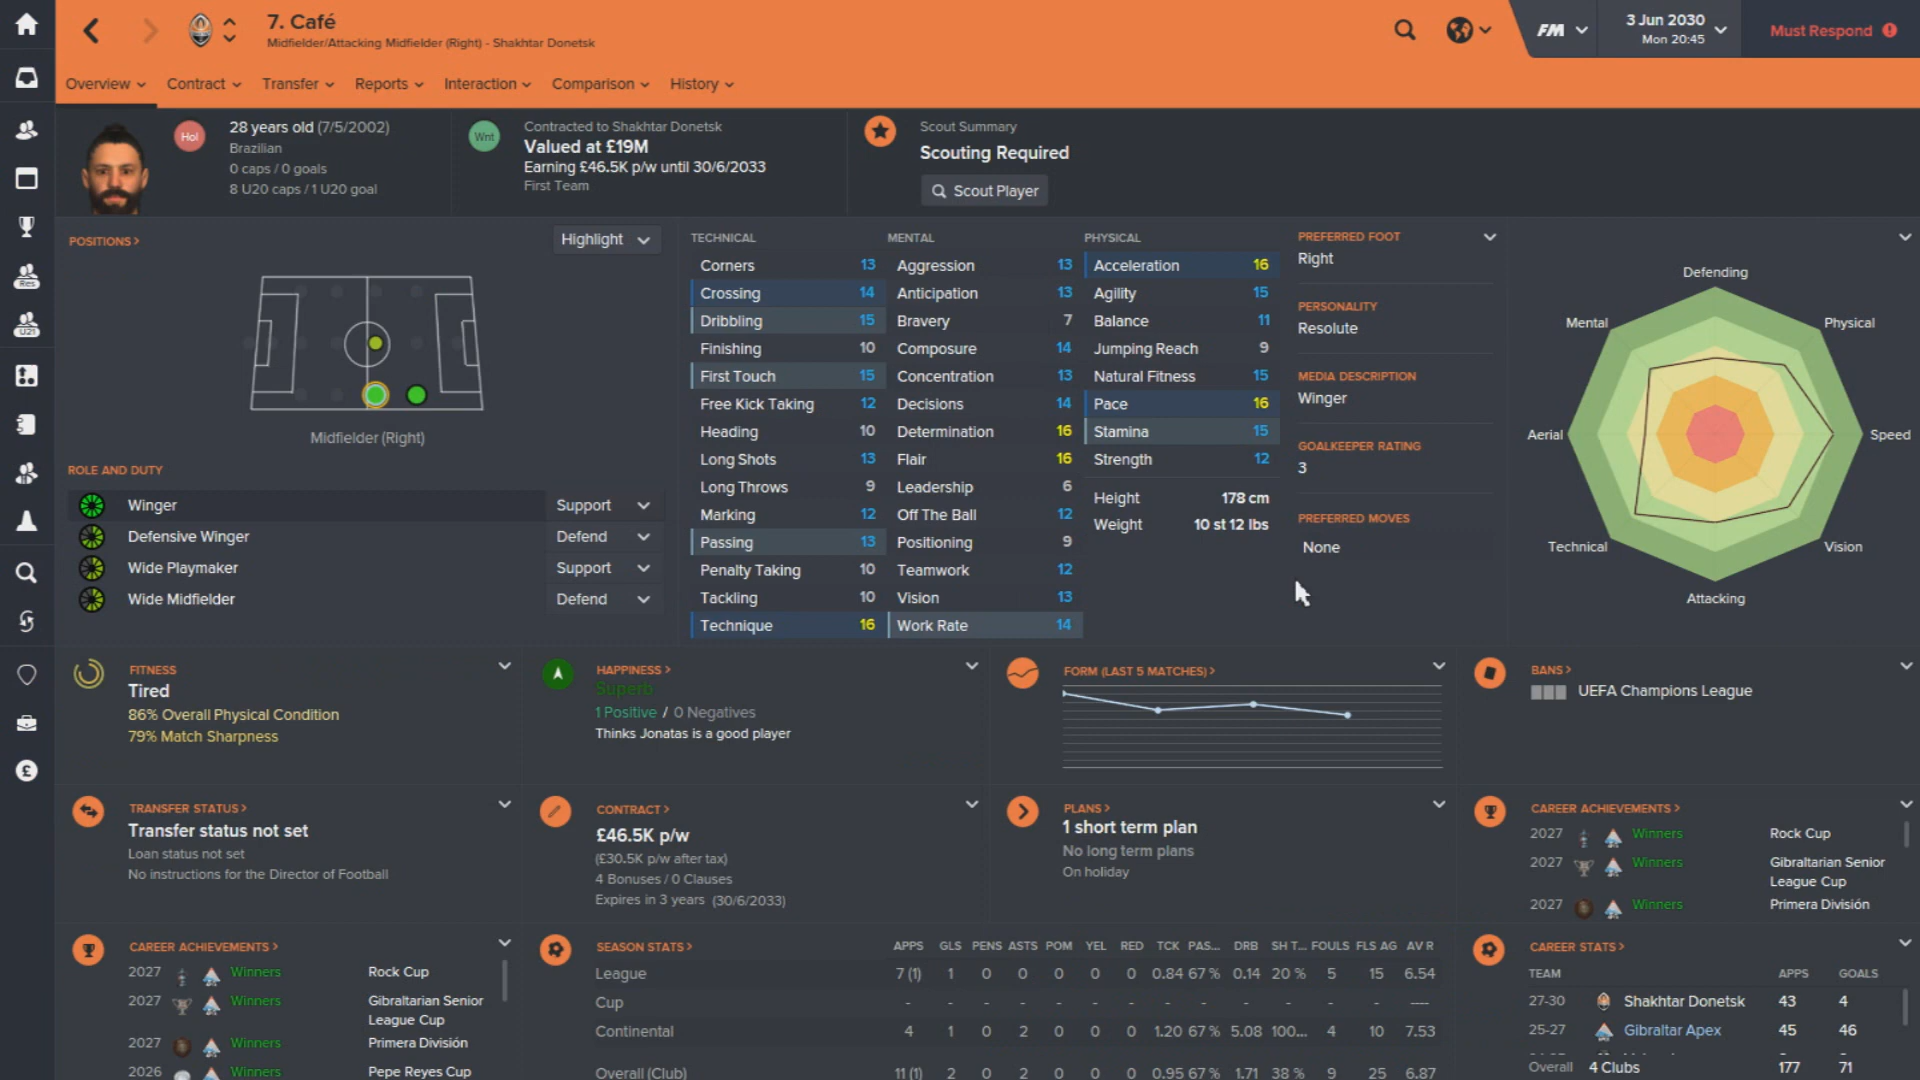 7. Café
Midfielder/Attacking Midfielder (Right) - Shakhtar Donetsk
FM
3 Jun 2030
Mon 20:45
Must Respond
Overview
Contract
Transfer
Reports
Interaction
Comparison
History
Res
U21
Hol
28 years old (7/5/2002)
Brazilian
0 caps / 0 goals
8 U20 caps / 1 U20 goal
Wnt
Contracted to Shakhtar Donetsk
Valued at £19M
Earning £46.5K p/w until 30/6/2033
First Team
Scout Summary
Scouting Required
Scout Player
POSITIONS >
Highlight
Midfielder (Right)
ROLE AND DUTY
Winger Support
Defensive Winger Defend
Wide Playmaker Support
Wide Midfielder Defend
TECHNICAL
Corners 13
Crossing 14
Dribbling 15
Finishing 10
First Touch 15
Free Kick Taking 12
Heading 10
Long Shots 13
Long Throws 9
Marking 12
Passing 13
Penalty Taking 10
Tackling 10
Technique 16
MENTAL
Aggression 13
Anticipation 13
Bravery 7
Composure 14
Concentration 13
Decisions 14
Determination 16
Flair 16
Leadership 6
Off The Ball 12
Positioning 9
Teamwork 12
Vision 13
Work Rate 14
PHYSICAL
Acceleration 16
Agility 15
Balance 11
Jumping Reach 9
Natural Fitness 15
Pace 16
Stamina 15
Strength 12
Height 178 cm
Weight 10 st 12 lbs
PREFERRED FOOT
Right
PERSONALITY
Resolute
MEDIA DESCRIPTION
Winger
GOALKEEPER RATING
3
PREFERRED MOVES
None
Defending
Physical
Speed
Vision
Attacking
Technical
Aerial
Mental
FITNESS
Tired
86% Overall Physical Condition
79% Match Sharpness
HAPPINESS >
Superb
1 Positive / 0 Negatives
Thinks Jonatas is a good player
FORM (LAST 5 MATCHES) >
BANS >
UEFA Champions League
TRANSFER STATUS >
Transfer status not set
Loan status not set
No instructions for the Director of Football
CONTRACT >
£46.5K p/w
(£30.5K p/w after tax)
4 Bonuses / 0 Clauses
Expires in 3 years (30/6/2033)
PLANS >
1 short term plan
No long term plans
On holiday
CAREER ACHIEVEMENTS >
2027 Winners Rock Cup
2027 Winners Gibraltarian Senior
League Cup
2027 Winners Primera División
CAREER ACHIEVEMENTS >
2027 Winners Rock Cup
2027 Winners Gibraltarian Senior
League Cup
2027 Winners Primera División
2026 Winners Pepe Reyes Cup
SEASON STATS > APPS GLS PENS ASTS POM YEL RED TCK PAS... DRB SH T... FOULS FLS AG AV R
League 7 (1) 1 0 0 0 0 0 0.84 67 % 0.14 20 % 5 15 6.54
Cup - - - - - - - - - - - - - ----
Continental 4 1 0 2 0 0 0 1.20 67 % 5.08 100... 4 10 7.53
Overall (Club) 11 (1) 2 0 2 0 0 0 0.95 67 % 1.71 38 % 9 25 6.87
CAREER STATS >
TEAM APPS GOALS
27-30 Shakhtar Donetsk 43 4
25-27 Gibraltar Apex 45 46
Overall 4 Clubs 177 71